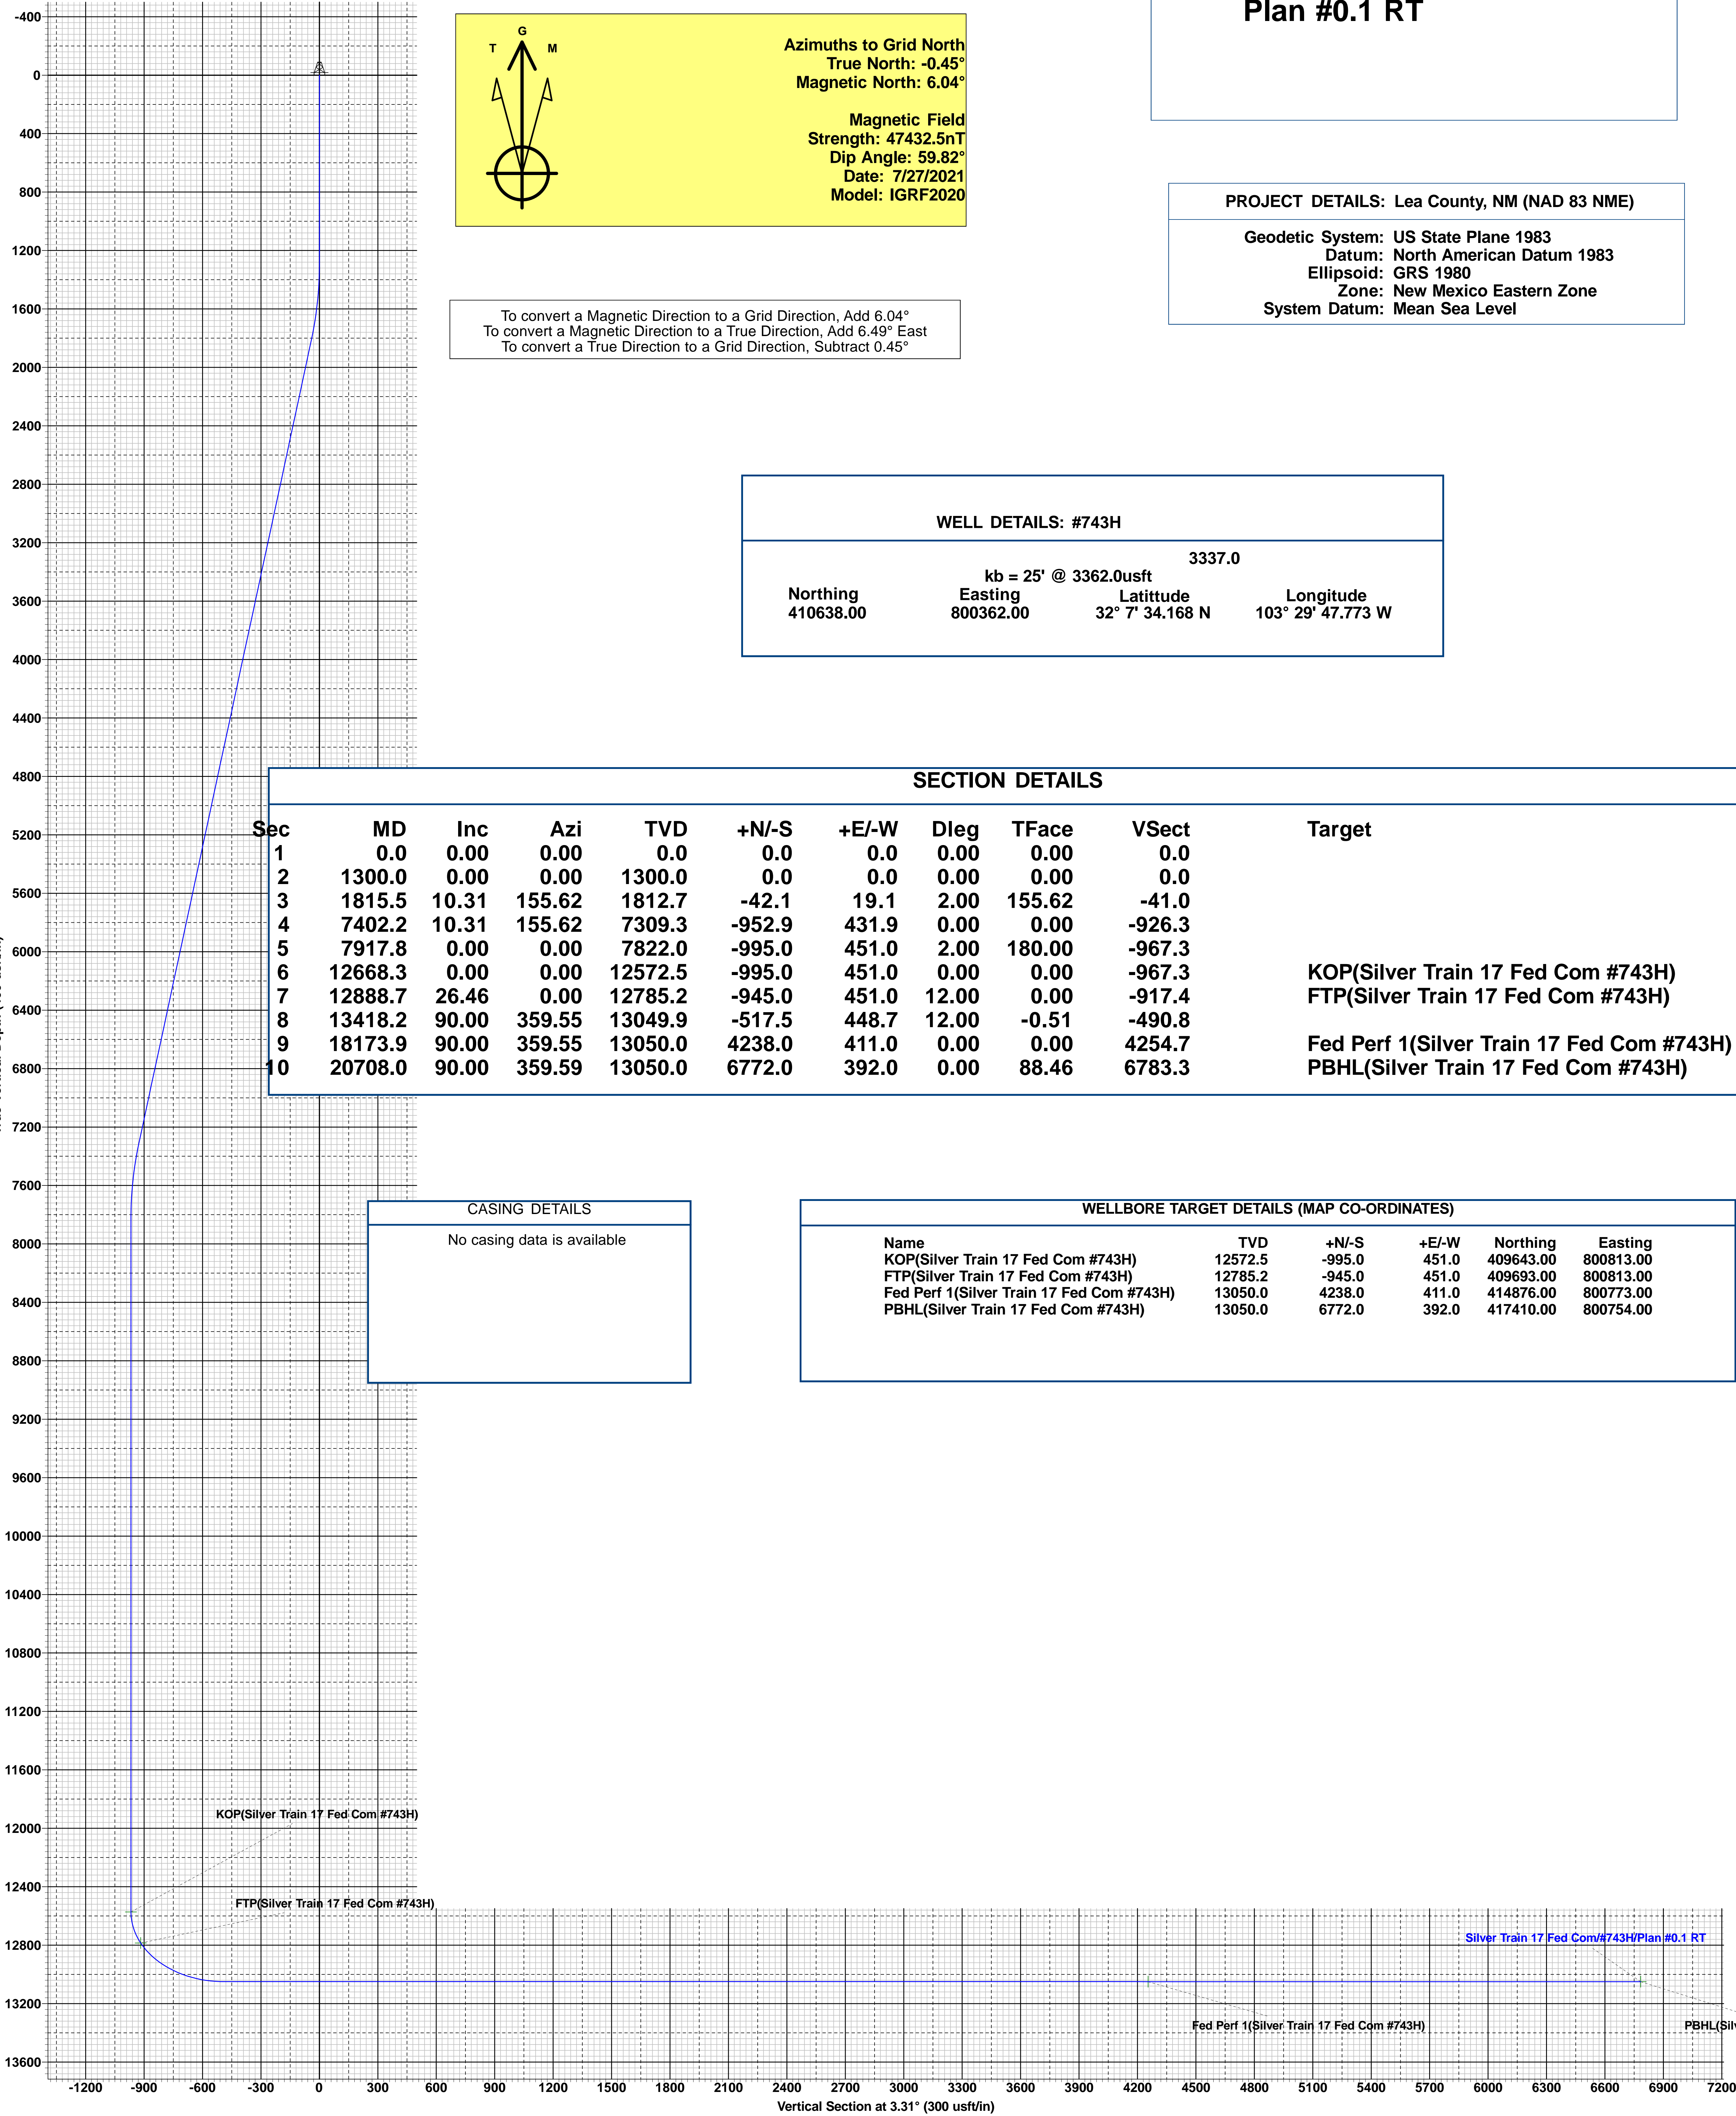 Plan #0.1 RT
T G M
Azimuths to Grid North
True North: -0.45°
Magnetic North: 6.04°
Magnetic Field
Strength: 47432.5nT
Dip Angle: 59.82°
Date: 7/27/2021
Model: IGRF2020
PROJECT DETAILS: Lea County, NM (NAD 83 NME)
Geodetic System: US State Plane 1983
Datum: North American Datum 1983
Ellipsoid: GRS 1980
Zone: New Mexico Eastern Zone
System Datum: Mean Sea Level
To convert a Magnetic Direction to a Grid Direction, Add 6.04°
To convert a Magnetic Direction to a True Direction, Add 6.49° East
To convert a True Direction to a Grid Direction, Subtract 0.45°
WELL DETAILS: #743H
3337.0
kb = 25' @ 3362.0usft
Northing Easting Latittude Longitude
410638.00 800362.00 32° 7' 34.168 N 103° 29' 47.773 W
SECTION DETAILS
Sec MD Inc Azi TVD +N/-S +E/-W Dleg TFace VSect Target
1 0.0 0.00 0.00 0.0 0.0 0.0 0.00 0.00 0.0
2 1300.0 0.00 0.00 1300.0 0.0 0.0 0.00 0.00 0.0
3 1815.5 10.31 155.62 1812.7 -42.1 19.1 2.00 155.62 -41.0
4 7402.2 10.31 155.62 7309.3 -952.9 431.9 0.00 0.00 -926.3
5 7917.8 0.00 0.00 7822.0 -995.0 451.0 2.00 180.00 -967.3
6 12668.3 0.00 0.00 12572.5 -995.0 451.0 0.00 0.00 -967.3 KOP(Silver Train 17 Fed Com #743H)
7 12888.7 26.46 0.00 12785.2 -945.0 451.0 12.00 0.00 -917.4 FTP(Silver Train 17 Fed Com #743H)
8 13418.2 90.00 359.55 13049.9 -517.5 448.7 12.00 -0.51 -490.8
9 18173.9 90.00 359.55 13050.0 4238.0 411.0 0.00 0.00 4254.7 Fed Perf 1(Silver Train 17 Fed Com #743H)
10 20708.0 90.00 359.59 13050.0 6772.0 392.0 0.00 88.46 6783.3 PBHL(Silver Train 17 Fed Com #743H)
CASING DETAILS
No casing data is available
WELLBORE TARGET DETAILS (MAP CO-ORDINATES)
Name TVD +N/-S +E/-W Northing Easting
KOP(Silver Train 17 Fed Com #743H) 12572.5 -995.0 451.0 409643.00 800813.00
FTP(Silver Train 17 Fed Com #743H) 12785.2 -945.0 451.0 409693.00 800813.00
Fed Perf 1(Silver Train 17 Fed Com #743H) 13050.0 4238.0 411.0 414876.00 800773.00
PBHL(Silver Train 17 Fed Com #743H) 13050.0 6772.0 392.0 417410.00 800754.00
-400
0
400
800
1200
1600
2000
2400
2800
3200
3600
4000
4400
4800
5200
5600
6000
6400
6800
7200
7600
8000
8400
8800
9200
9600
10000
10400
10800
11200
11600
12000
12400
12800
13200
13600
KOP(Silver Train 17 Fed Com #743H)
FTP(Silver Train 17 Fed Com #743H)
Silver Train 17 Fed Com/#743H/Plan #0.1 RT
Fed Perf 1(Silver Train 17 Fed Com #743H)
PBHL(Sil
-1200 -900 -600 -300 0 300 600 900 1200 1500 1800 2100 2400 2700 3000 3300 3600 3900 4200 4500 4800 5100 5400 5700 6000 6300 6600 6900 7200
Vertical Section at 3.31° (300 usft/in)